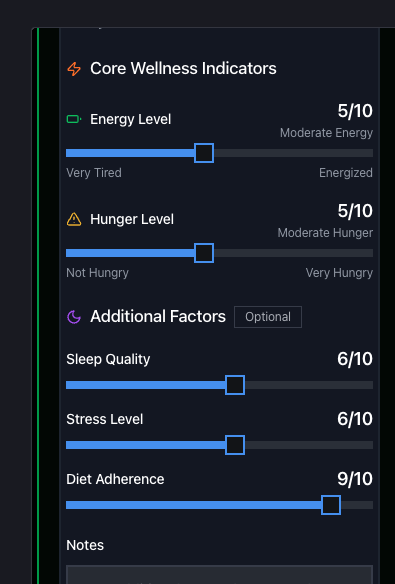 Core Wellness Indicators
Energy Level
5/10
Moderate Energy
Very Tired
Energized
Hunger Level
5/10
Moderate Hunger
Not Hungry
Very Hungry
Additional Factors
Optional
Sleep Quality
6/10
Stress Level
6/10
Diet Adherence
9/10
Notes